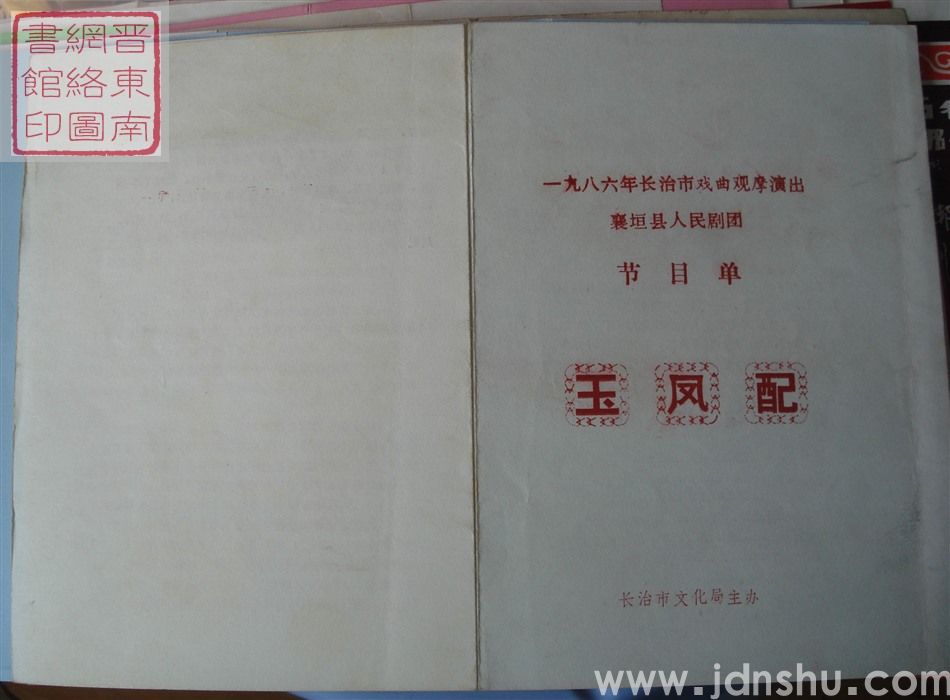 晋東南
網絡圖
書館印
一九八六年长治市戏曲观摩演出
襄垣县人民剧团
节目单
玉凤配
长治市文化局主办
www.jdnshu.com